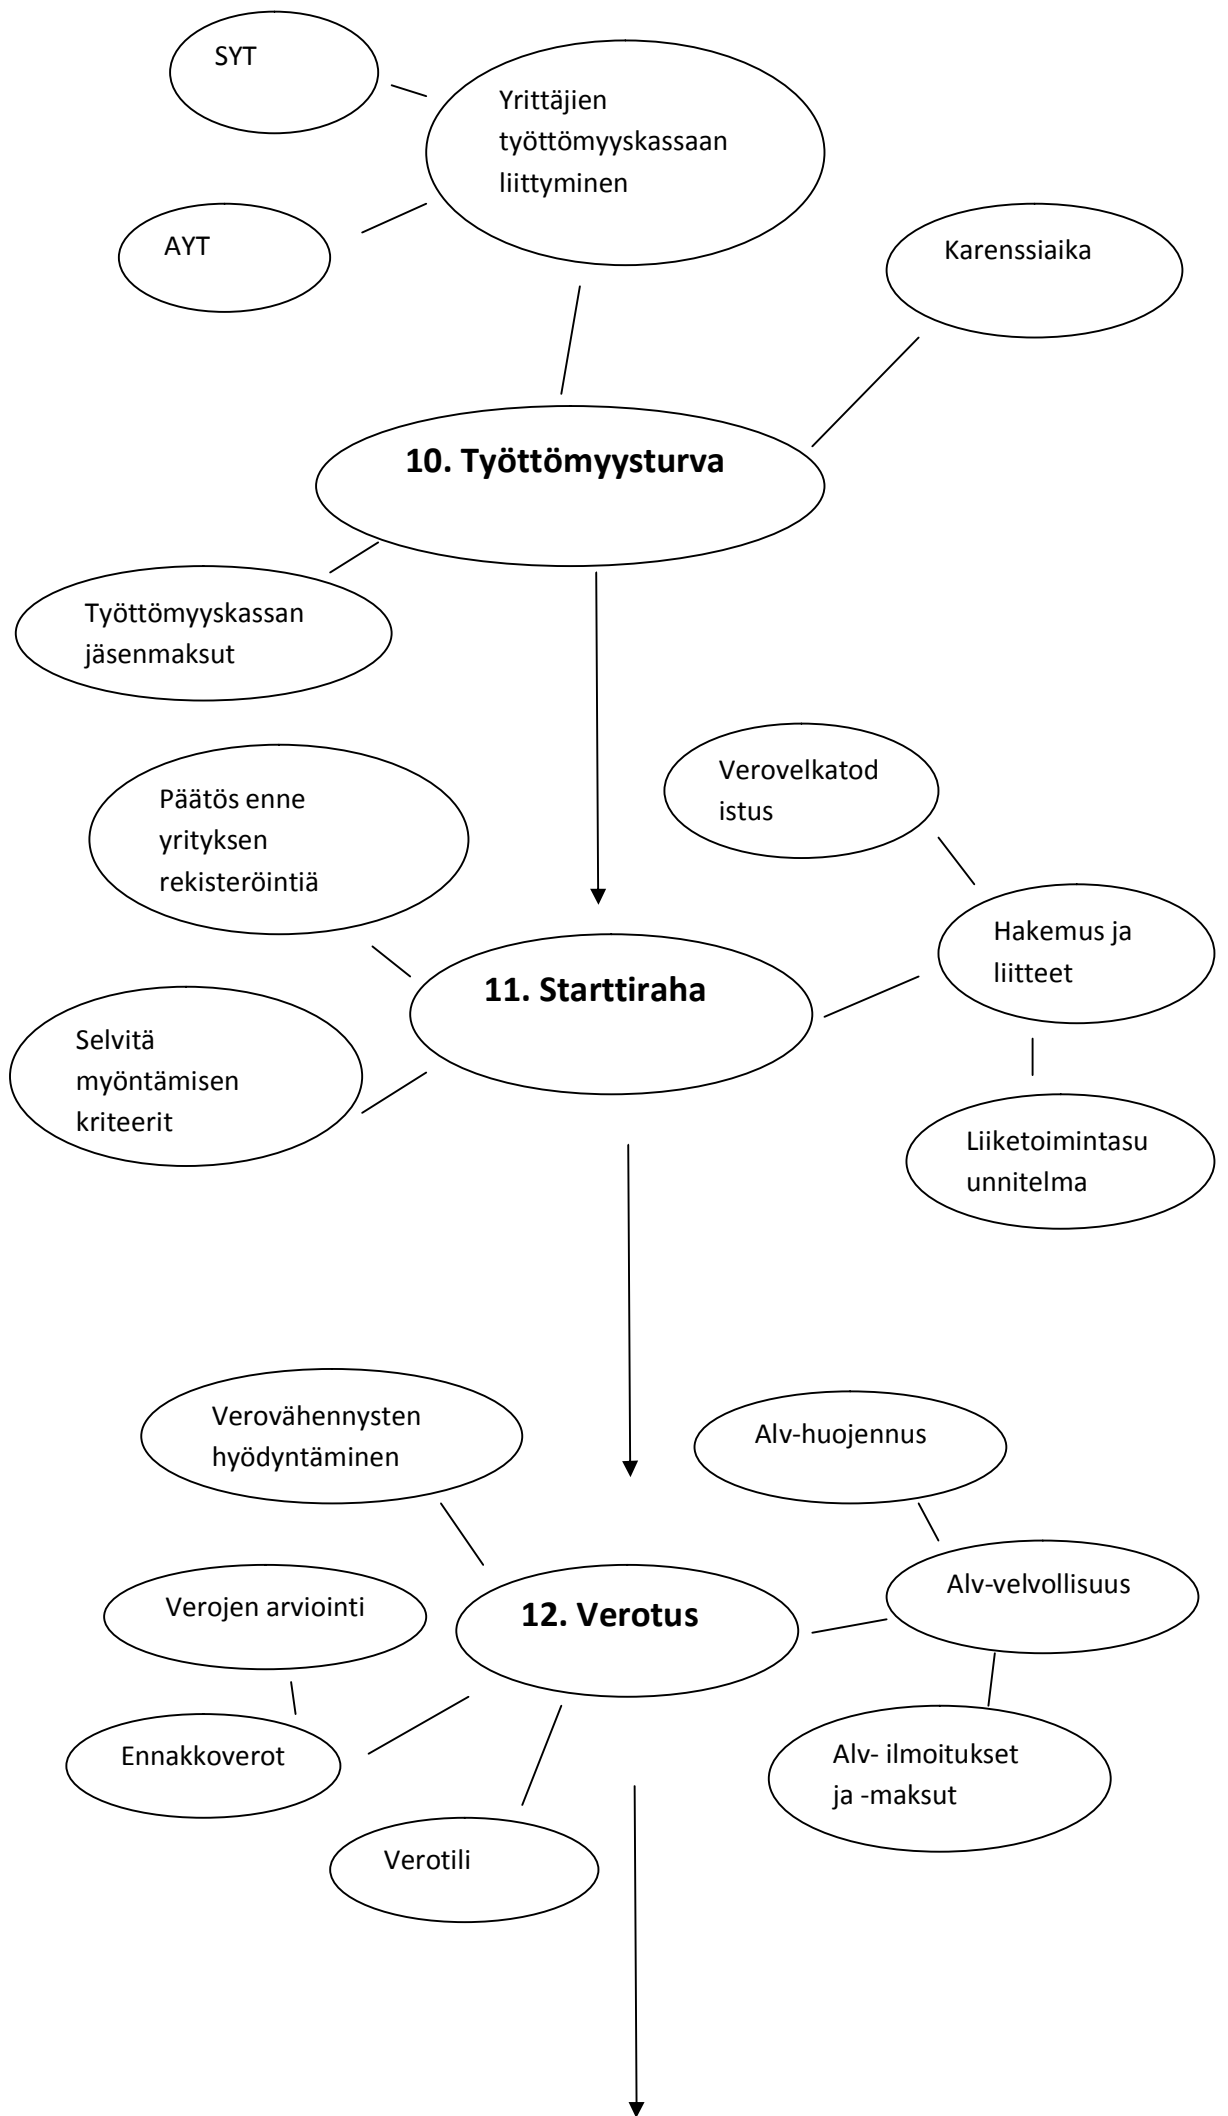 SYT
Yrittäjien
työttömyyskassaan
liittyminen
AYT
Karenssiaika
10. Työttömyysturva
Työttömyyskassan
jäsenmaksut
Verovelkatod
istus
Päätös enne
yrityksen
rekisteröintiä
Hakemus ja
liitteet
11. Starttiraha
Selvitä
myöntämisen
kriteerit
Liiketoimintasu
unnitelma
Verovähennysten
hyödyntäminen
Alv-huojennus
Alv-velvollisuus
Verojen arviointi
12. Verotus
Ennakkoverot
Alv- ilmoitukset
ja -maksut
Verotili